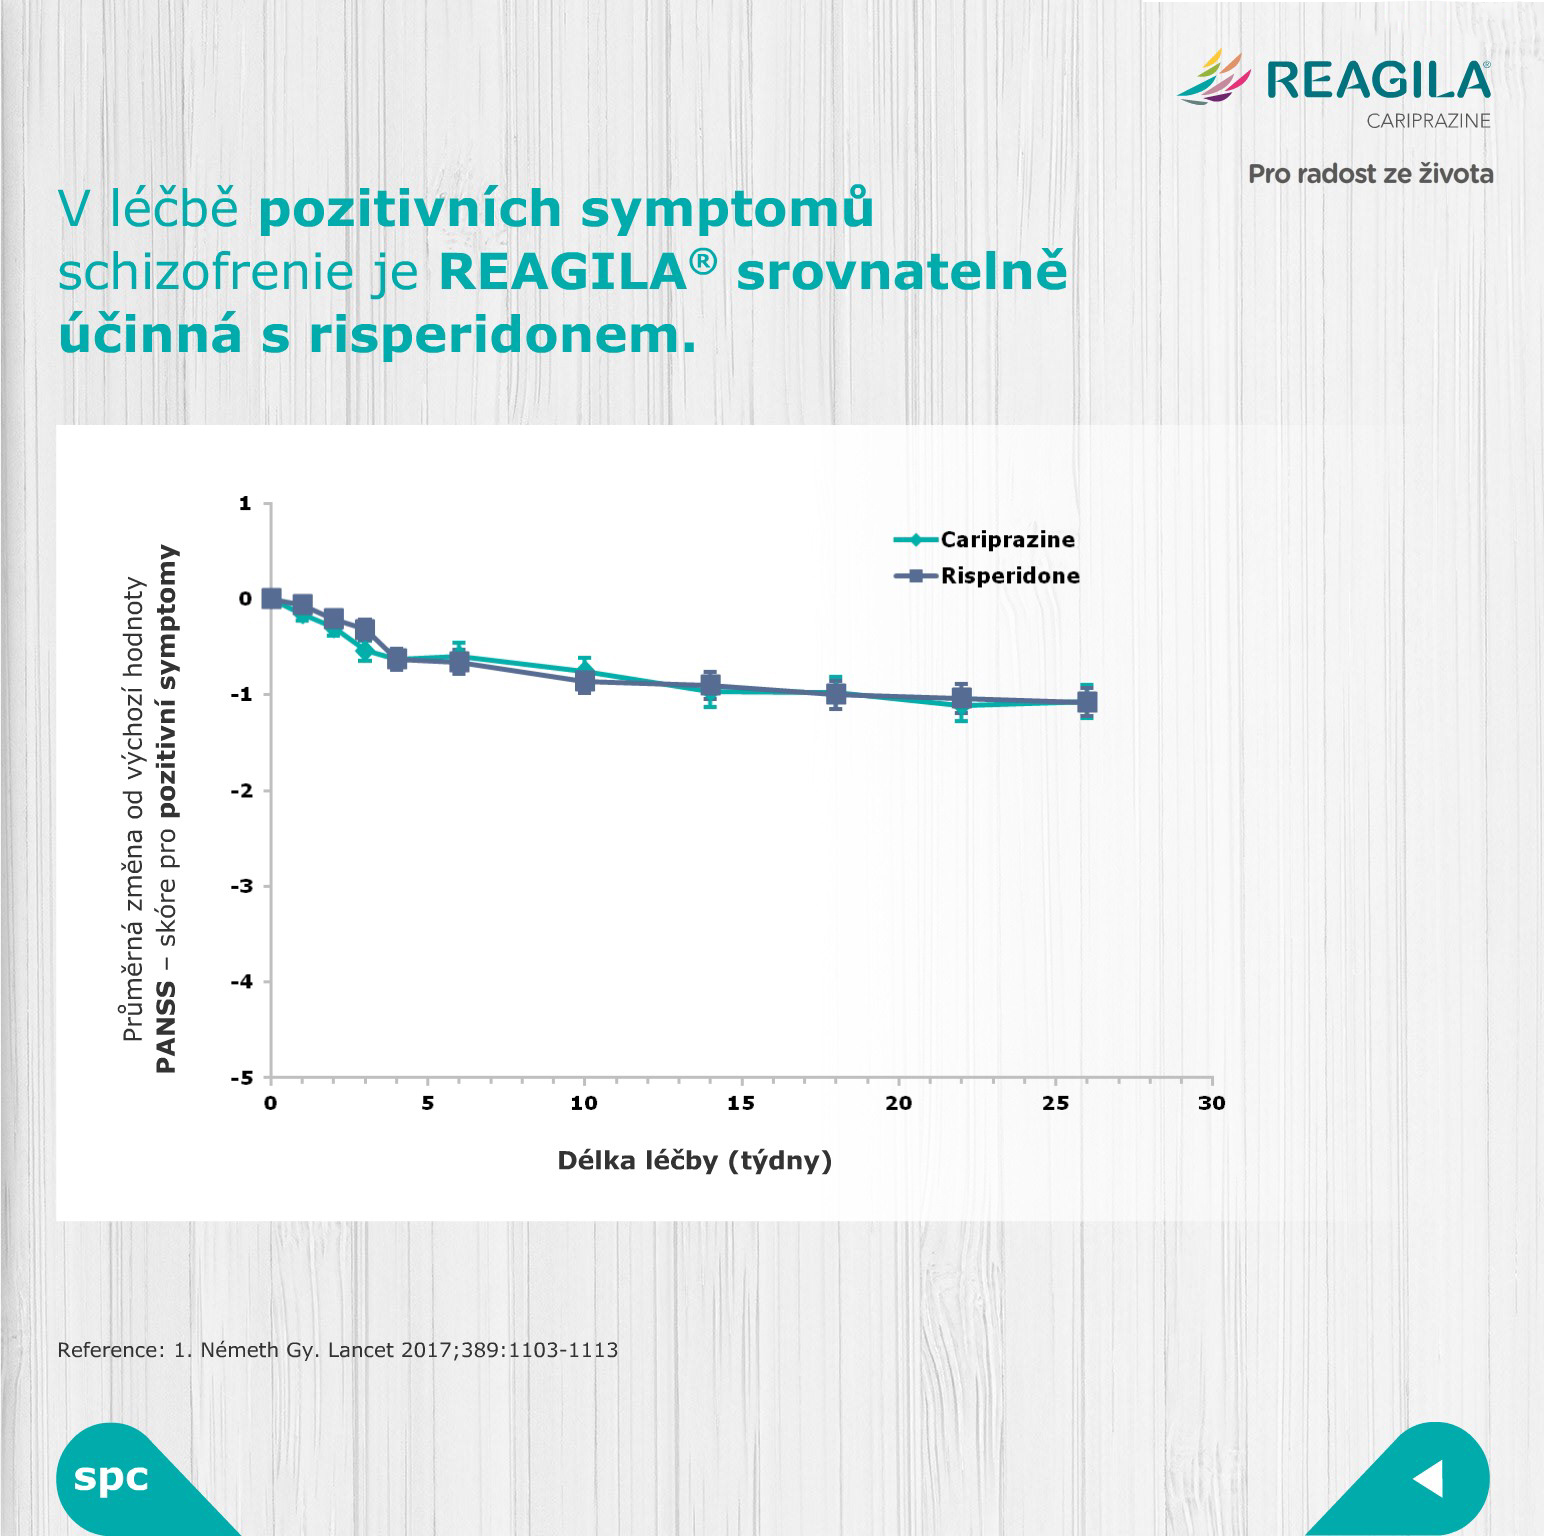 REAGILA®
CARIPRAZINE
Pro radost ze života
V léčbě pozitivních symptomů
schizofrenie je REAGILA® srovnatelně
účinná s risperidonem.
Průměrná změna od výchozí hodnoty
PANSS – skóre pro pozitivní symptomy
1
0
-1
-2
-3
-4
-5
Cariprazine
Risperidone
0 5 10 15 20 25 30
Délka léčby (týdny)
Reference: 1. Németh Gy. Lancet 2017;389:1103-1113
spc